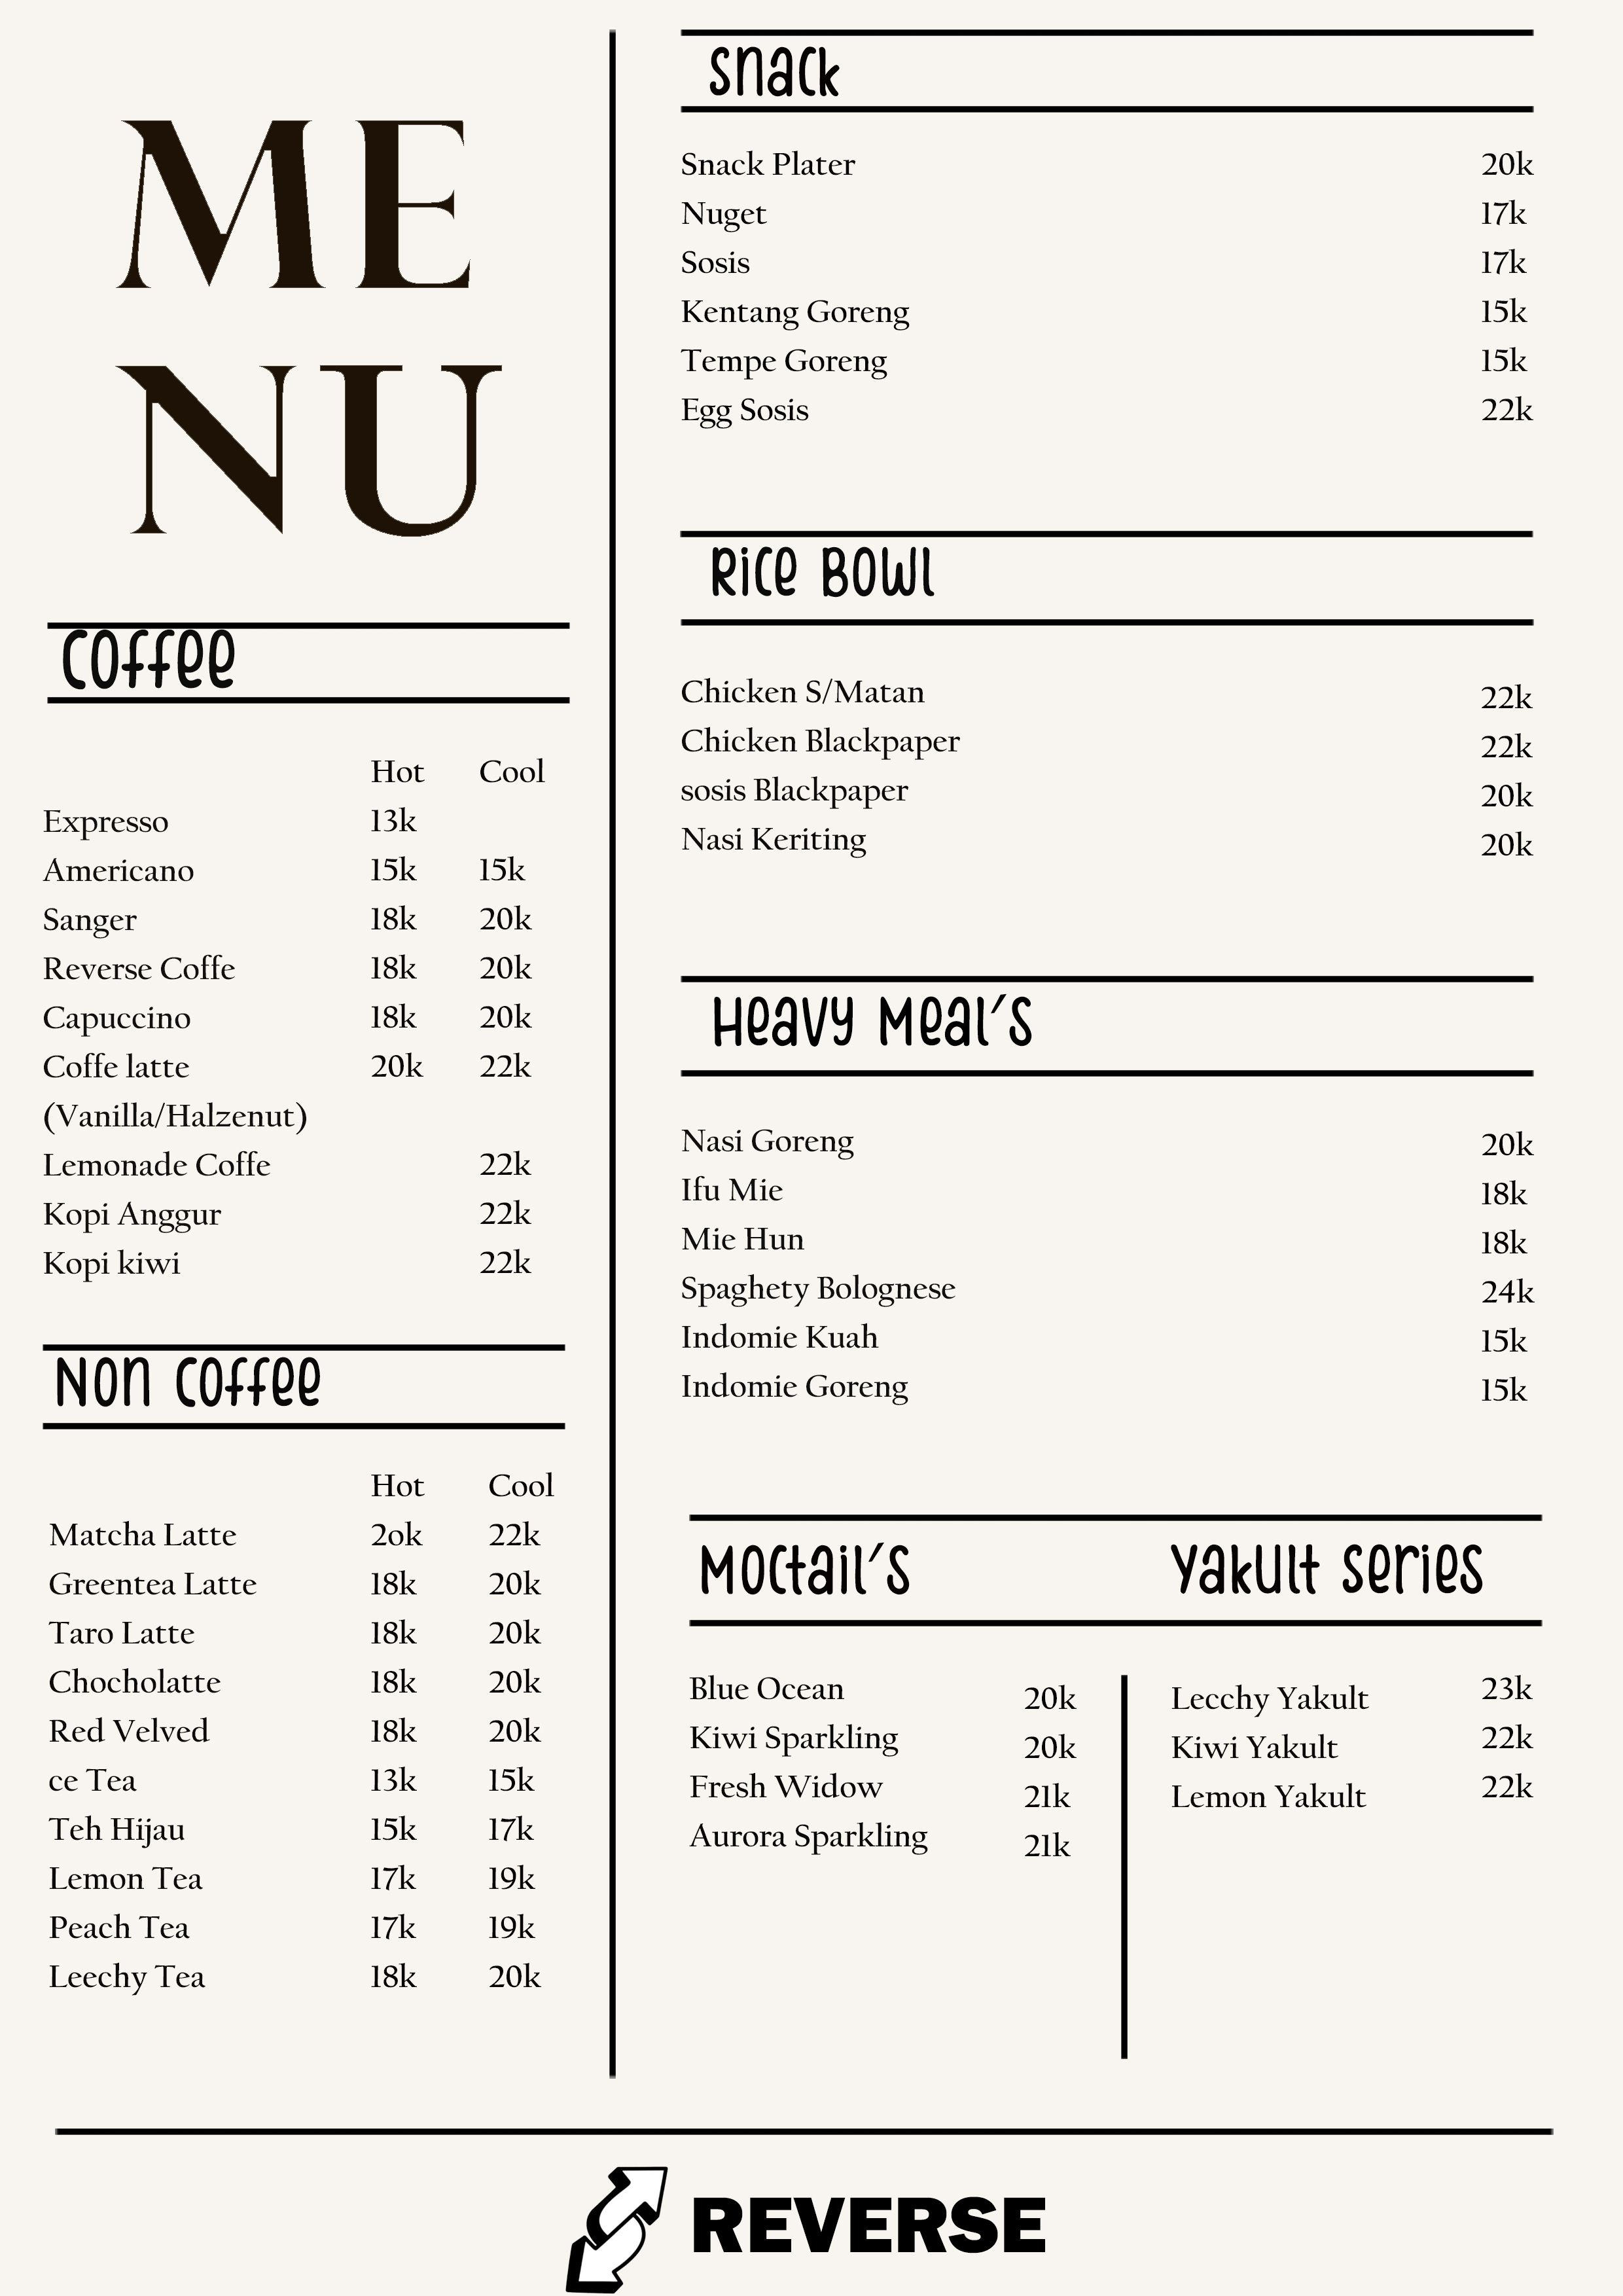 ME
NU
Coffee
Hot Cool
Expresso 13k
Americano 15k 15k
Sanger 18k 20k
Reverse Coffe 18k 20k
Capuccino 18k 20k
Coffe latte 20k 22k
(Vanilla/Halzenut)
Lemonade Coffe 22k
Kopi Anggur 22k
Kopi kiwi 22k
Non Coffee
Hot Cool
Matcha Latte 2ok 22k
Greentea Latte 18k 20k
Taro Latte 18k 20k
Chocholatte 18k 20k
Red Velved 18k 20k
ce Tea 13k 15k
Teh Hijau 15k 17k
Lemon Tea 17k 19k
Peach Tea 17k 19k
Leechy Tea 18k 20k
Snack
Snack Plater 20k
Nuget 17k
Sosis 17k
Kentang Goreng 15k
Tempe Goreng 15k
Egg Sosis 22k
Rice Bowl
Chicken S/Matan 22k
Chicken Blackpaper 22k
sosis Blackpaper 20k
Nasi Keriting 20k
Heavy Meal's
Nasi Goreng 20k
Ifu Mie 18k
Mie Hun 18k
Spaghety Bolognese 24k
Indomie Kuah 15k
Indomie Goreng 15k
Moctail's
Blue Ocean 20k
Kiwi Sparkling 20k
Fresh Widow 21k
Aurora Sparkling 21k
Yakult Series
Lecchy Yakult 23k
Kiwi Yakult 22k
Lemon Yakult 22k
REVERSE